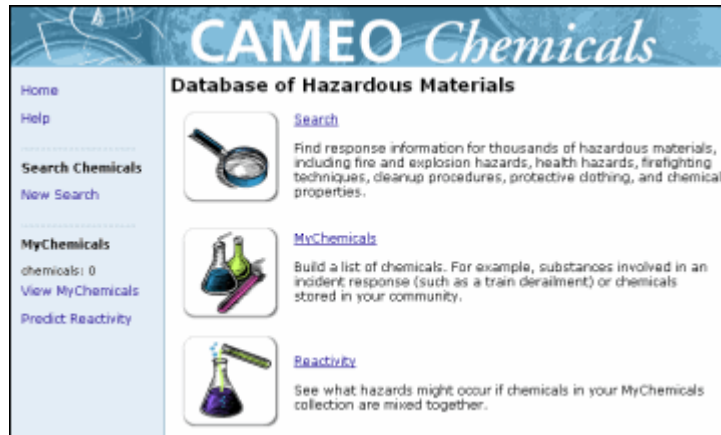 CAMEO Chemicals
Home
Help
Search Chemicals
New Search
MyChemicals
chemicals: 0
View MyChemicals
Predict Reactivity
Database of Hazardous Materials
Search
Find response information for thousands of hazardous materials,
including fire and explosion hazards, health hazards, firefighting
techniques, cleanup procedures, protective clothing, and chemical
properties.
MyChemicals
Build a list of chemicals. For example, substances involved in an
incident response (such as a train derailment) or chemicals
stored in your community.
Reactivity
See what hazards might occur if chemicals in your MyChemicals
collection are mixed together.